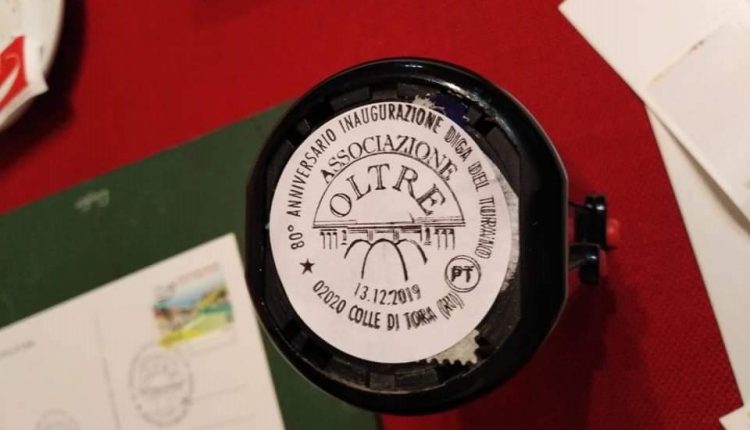 80° ANNIVERSARIO INAUGURAZIONE DIGA DEL TURANO
ASSOCIAZIONE
OLTRE
PT
13.12.2019
02020 COLLE DI TORA (RI)